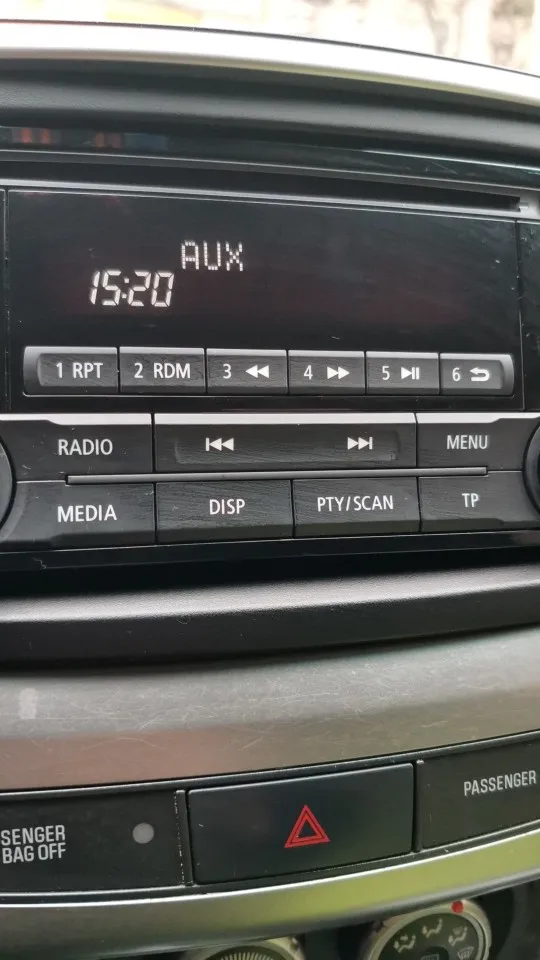 AUX
15:20
1 RPT 2 RDM 3 4 5 6
RADIO MENU
MEDIA DISP PTY/SCAN TP
SENGER
BAG OFF
PASSENGER